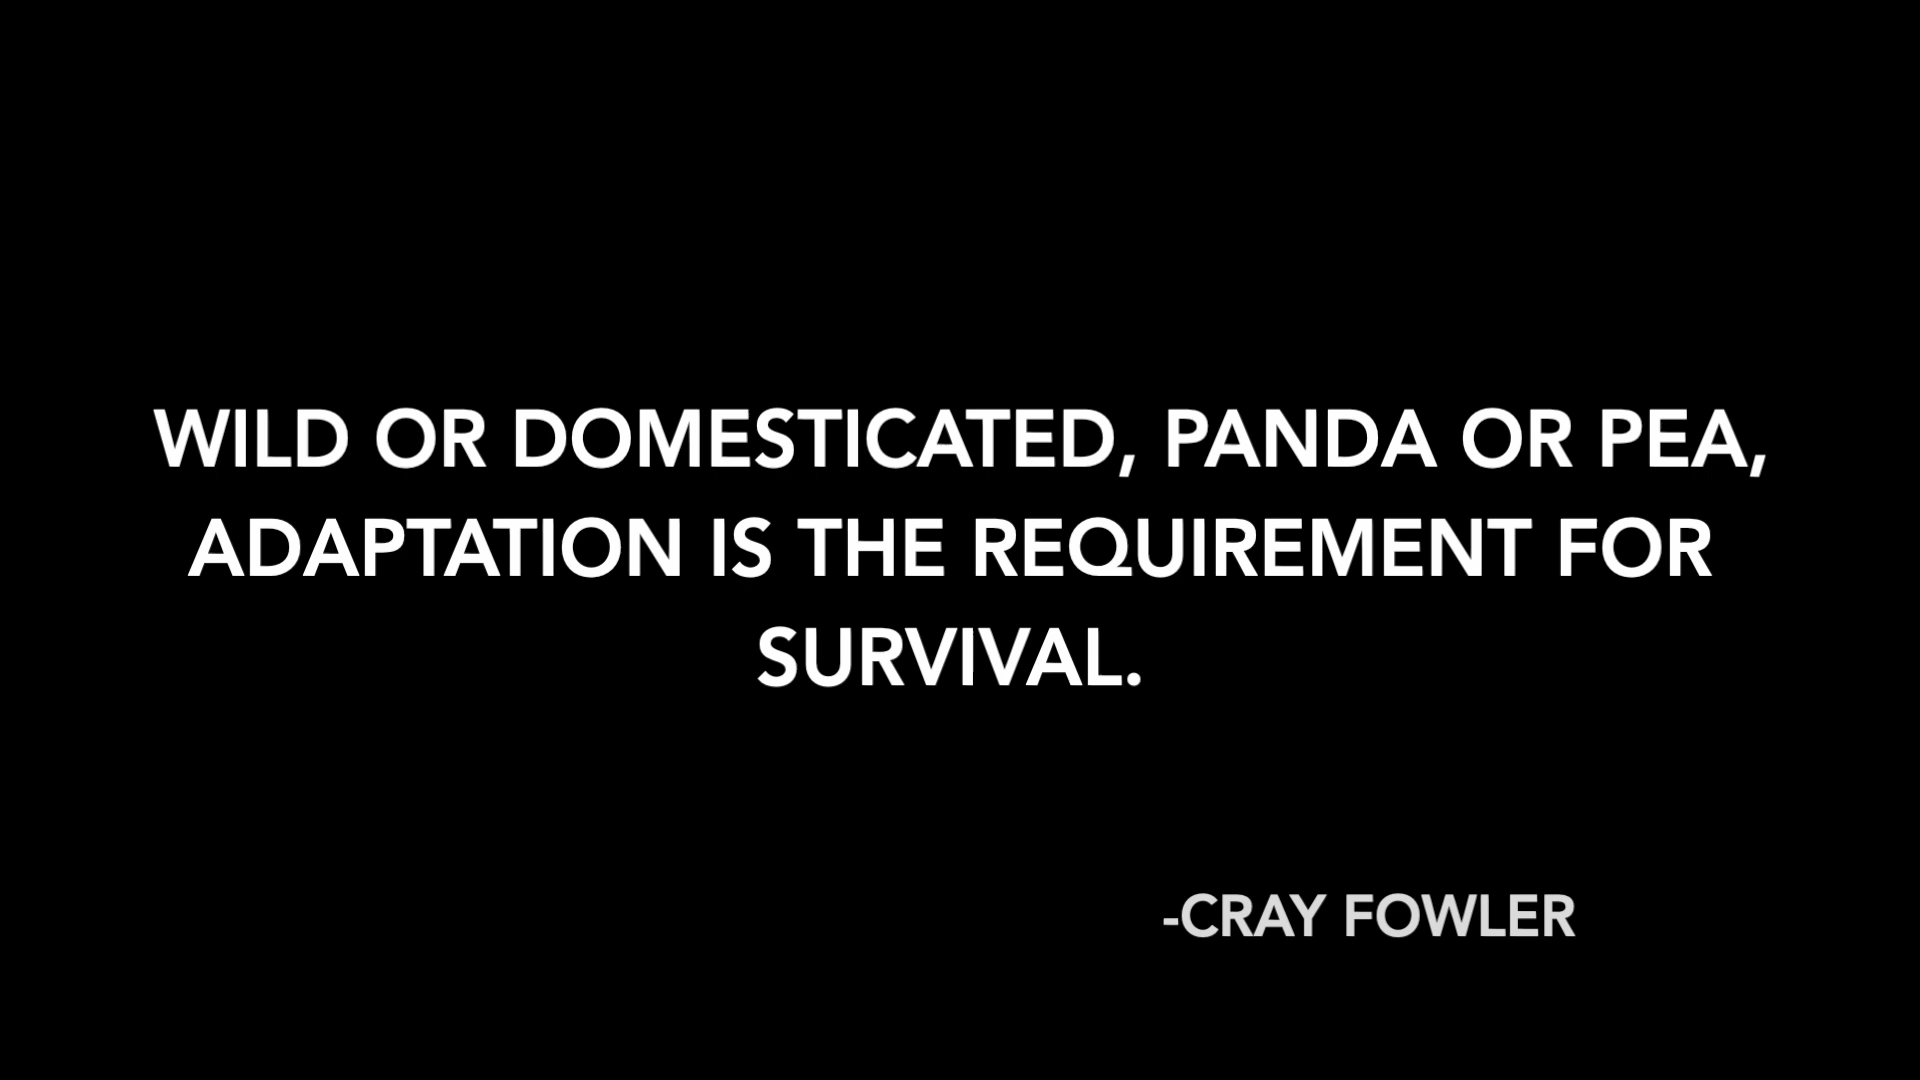 WILD OR DOMESTICATED, PANDA OR PEA,
ADAPTATION IS THE REQUIREMENT FOR
SURVIVAL.
-CRAY FOWLER